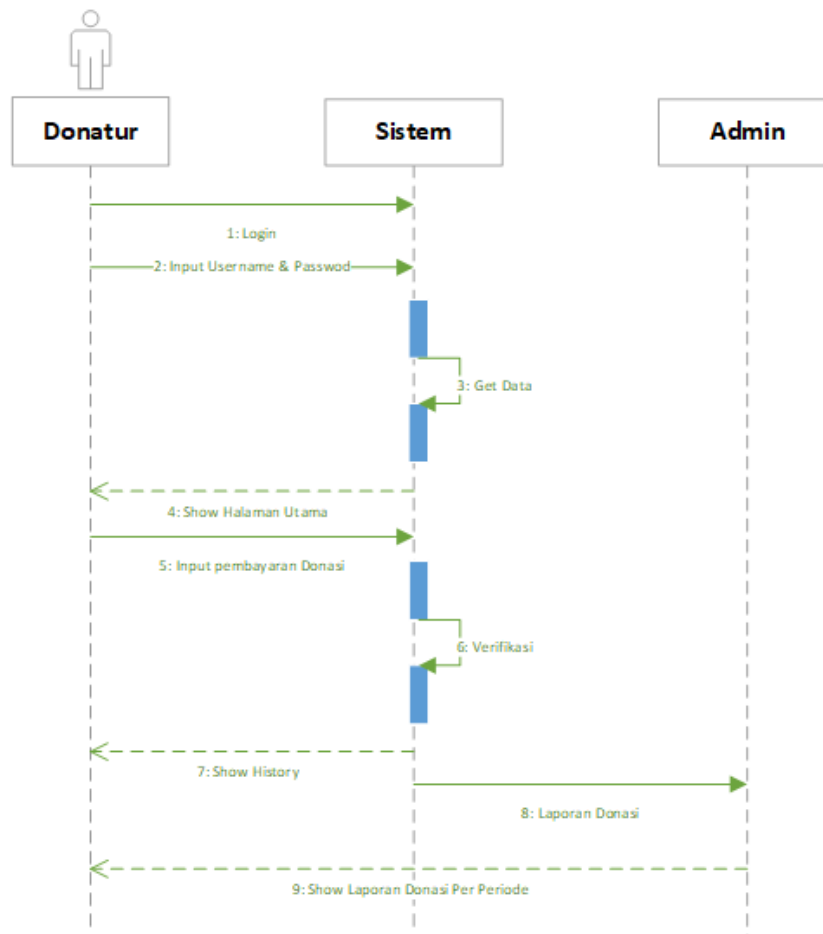 Donatur
Sistem
Admin
1: Login
2: Input Username & Passwod
3: Get Data
4: Show Halaman Utama
5: Input pembayaran Donasi
6: Verifikasi
7: Show History
8: Laporan Donasi
9: Show Laporan Donasi Per Periode